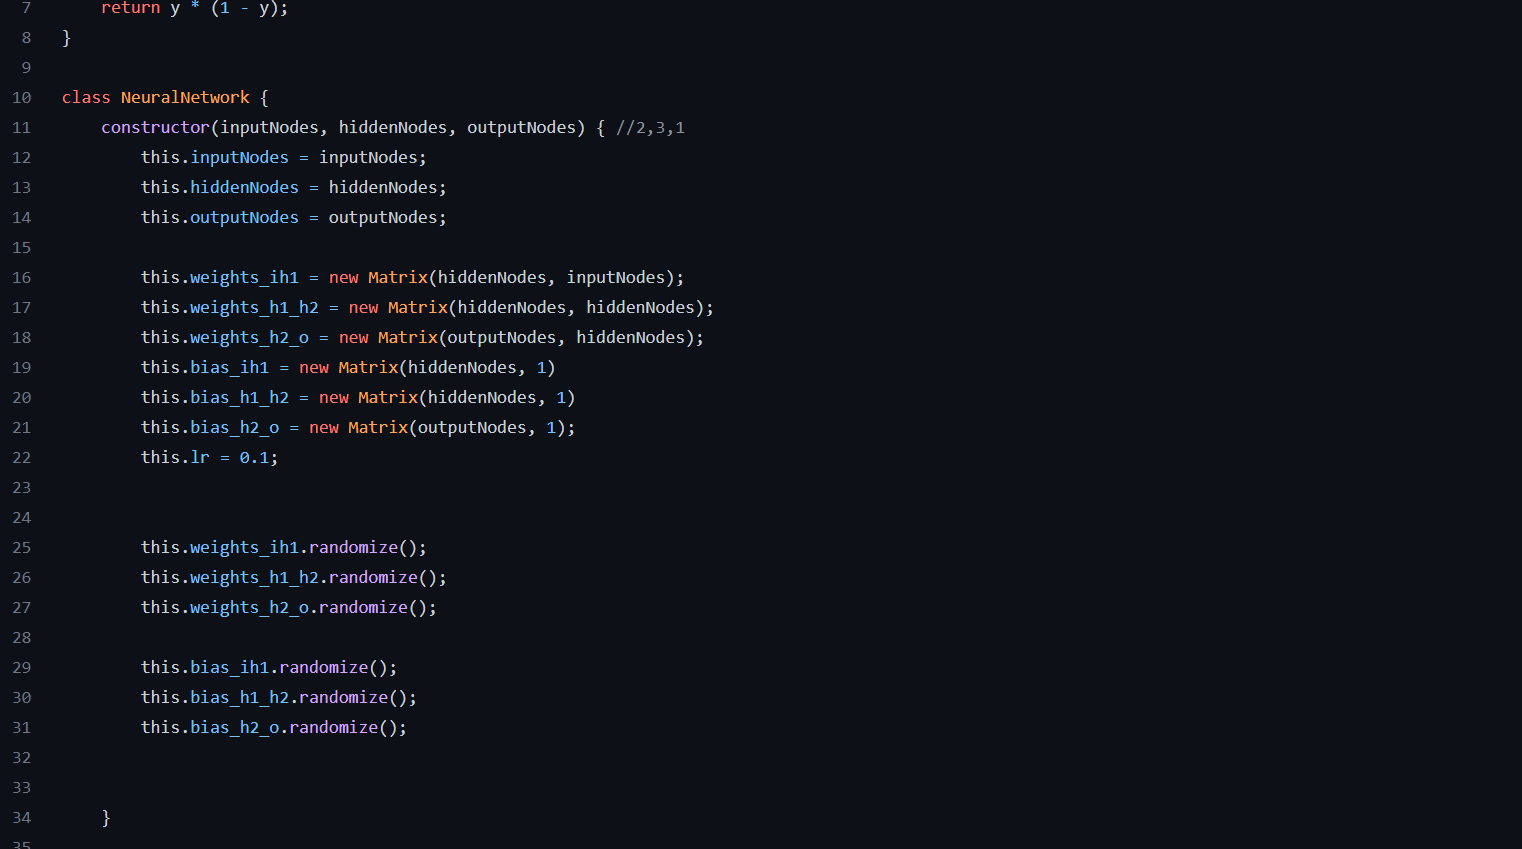 7 return y * (1 - y);
8 }
9
10 class NeuralNetwork {
11 constructor(inputNodes, hiddenNodes, outputNodes) { //2,3,1
12 this.inputNodes = inputNodes;
13 this.hiddenNodes = hiddenNodes;
14 this.outputNodes = outputNodes;
15
16 this.weights_ih1 = new Matrix(hiddenNodes, inputNodes);
17 this.weights_h1_h2 = new Matrix(hiddenNodes, hiddenNodes);
18 this.weights_h2_o = new Matrix(outputNodes, hiddenNodes);
19 this.bias_ih1 = new Matrix(hiddenNodes, 1)
20 this.bias_h1_h2 = new Matrix(hiddenNodes, 1)
21 this.bias_h2_o = new Matrix(outputNodes, 1);
22 this.lr = 0.1;
23
24
25 this.weights_ih1.randomize();
26 this.weights_h1_h2.randomize();
27 this.weights_h2_o.randomize();
28
29 this.bias_ih1.randomize();
30 this.bias_h1_h2.randomize();
31 this.bias_h2_o.randomize();
32
33
34 }
35